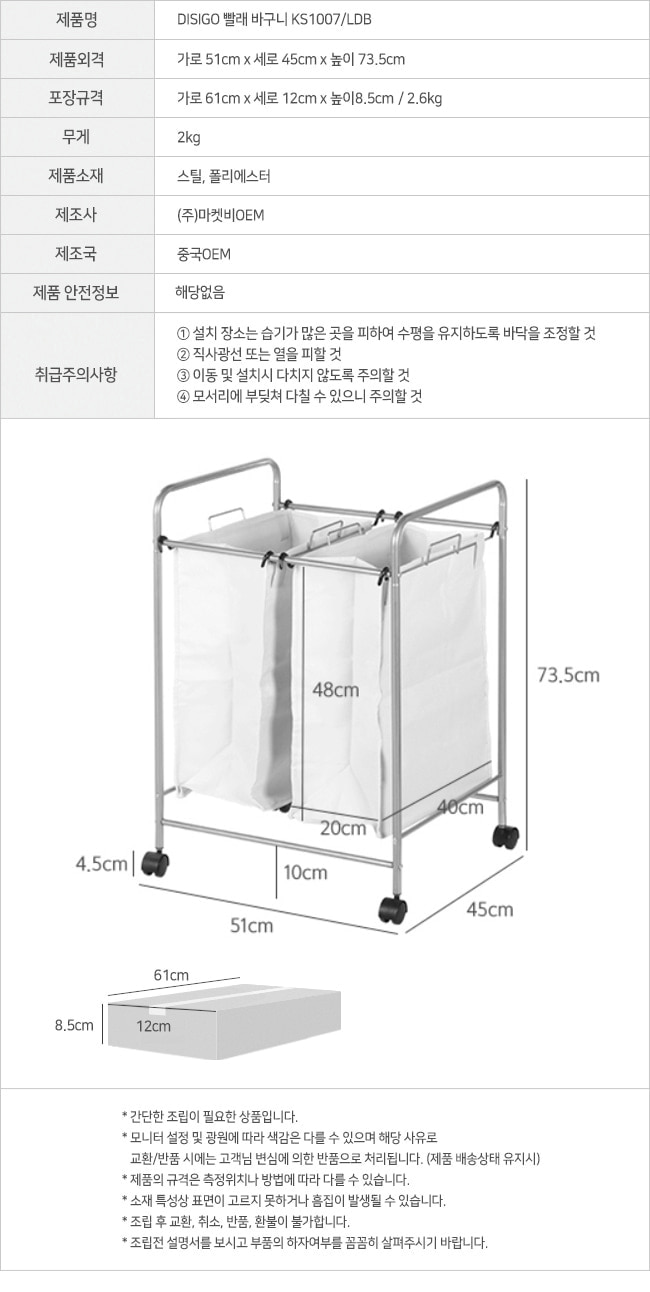 제품명 DISIGO 빨래 바구니 KS1007/LDB
제품외격 가로 51cm x 세로 45cm x 높이 73.5cm
포장규격 가로 61cm x 세로 12cm x 높이8.5cm / 2.6kg
무게 2kg
제품소재 스틸, 폴리에스터
제조사 (주)마켓비OEM
제조국 중국OEM
제품 안전정보 해당없음
취급주의사항
① 설치 장소는 습기가 많은 곳을 피하여 수평을 유지하도록 바닥을 조정할 것
② 직사광선 또는 열을 피할 것
③ 이동 및 설치시 다치지 않도록 주의할 것
④ 모서리에 부딪쳐 다칠 수 있으니 주의할 것
73.5cm
48cm
40cm
20cm
4.5cm
10cm
45cm
51cm
61cm
8.5cm
12cm
* 간단한 조립이 필요한 상품입니다.
* 모니터 설정 및 광원에 따라 색감은 다를 수 있으며 해당 사유로
교환/반품 시에는 고객님 변심에 의한 반품으로 처리됩니다. (제품 배송상태 유지시)
* 제품의 규격은 측정위치나 방법에 따라 다를 수 있습니다.
* 소재 특성상 표면이 고르지 못하거나 흠집이 발생될 수 있습니다.
* 조립 후 교환, 취소, 반품, 환불이 불가합니다.
* 조립전 설명서를 보시고 부품의 하자여부를 꼼꼼히 살펴주시기 바랍니다.